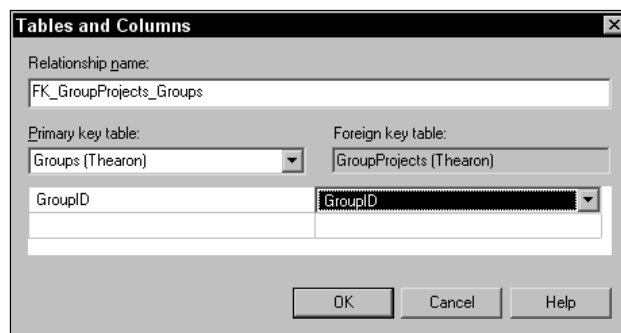 Tables and Columns
Relationship name:
FK_GroupProjects_Groups
Primary key table:
Foreign key table:
Groups (Thearon)
GroupProjects (Thearon)
GroupID
GroupID
OK
Cancel
Help